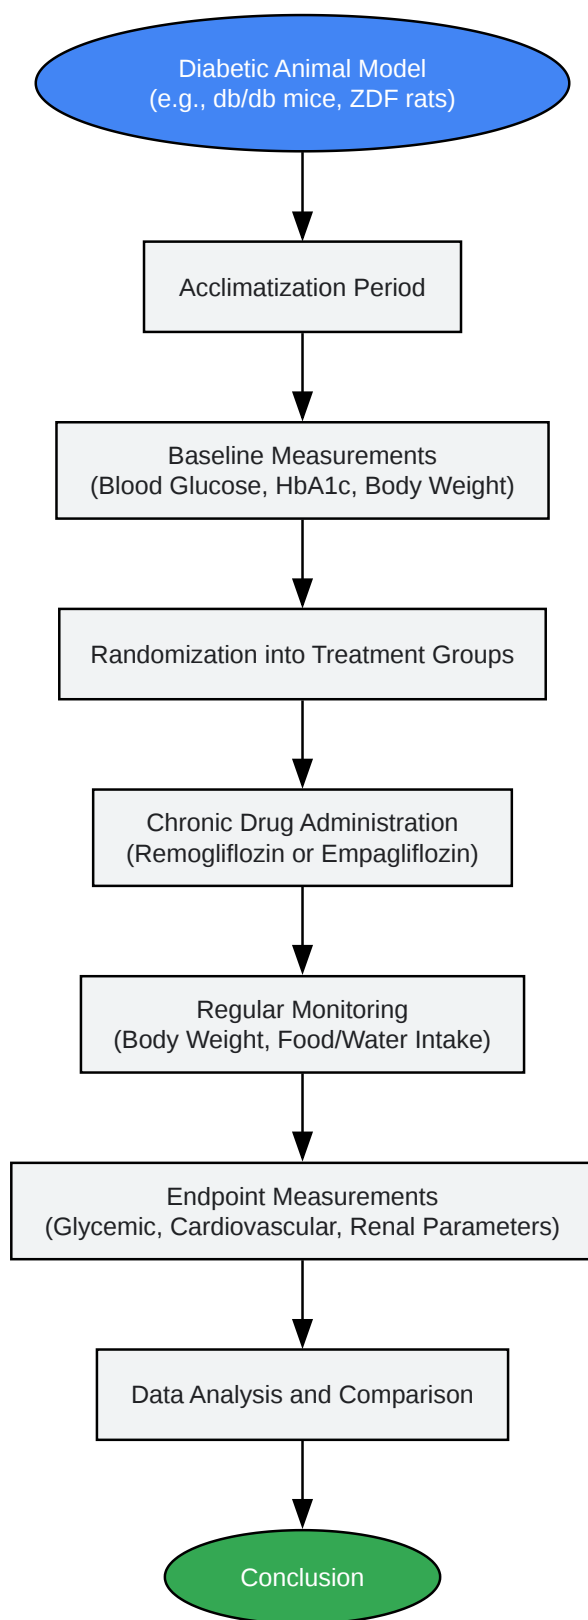 Diabetic Animal Model
(e.g., db/db mice, ZDF rats)
Acclimatization Period
Baseline Measurements
(Blood Glucose, HbA1c, Body Weight)
Randomization into Treatment Groups
Chronic Drug Administration
(Remogliflozin or Empagliflozin)
Regular Monitoring
(Body Weight, Food/Water Intake)
Endpoint Measurements
(Glycemic, Cardiovascular, Renal Parameters)
Data Analysis and Comparison
Conclusion